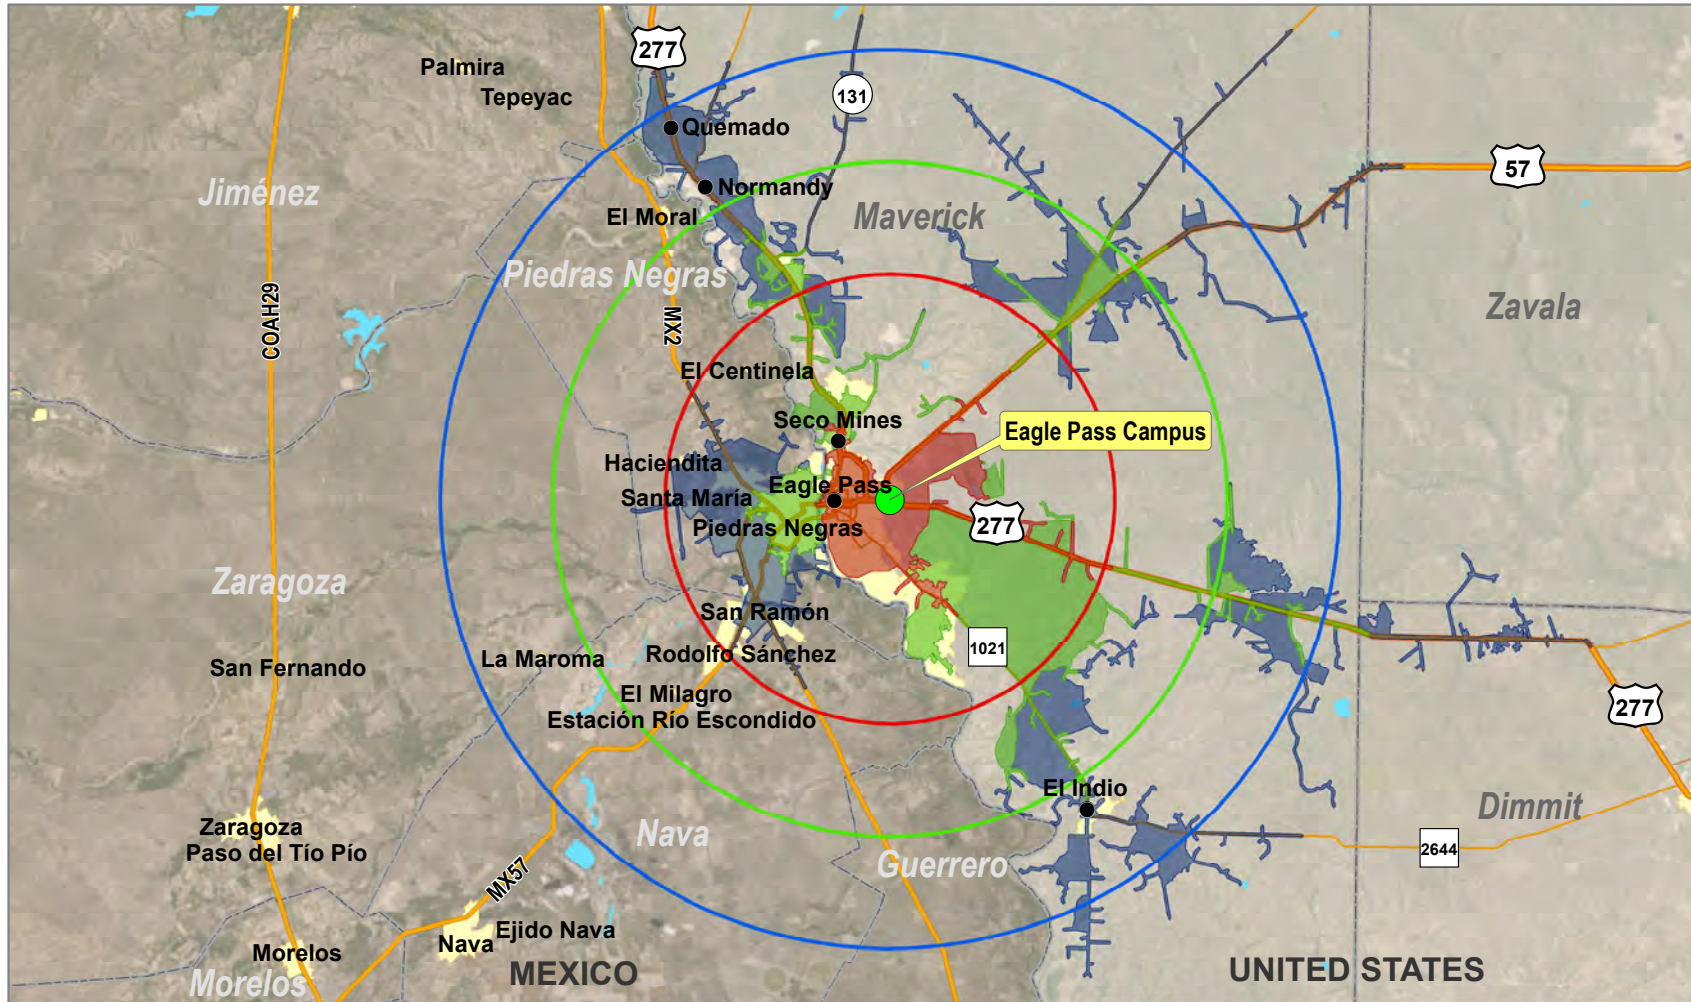 277
Palmira
Tepeyac
131
Quemado
57
Jiménez
Normandy
El Moral
Maverick
Piedras Negras
COAH29
MX2
Zavala
El Centinela
Seco Mines
Eagle Pass Campus
Haciendita
Eagle Pass
Santa María
Piedras Negras
277
Zaragoza
San Ramón
1021
La Maroma
Rodolfo Sánchez
San Fernando
El Milagro
277
Estación Río Escondido
El Indio
Dimmit
Zaragoza
Nava
Paso del Tío Pío
2644
Guerrero
MX57
Ejido Nava
Nava
Morelos
MEXICO
UNITED STATES
Morelos